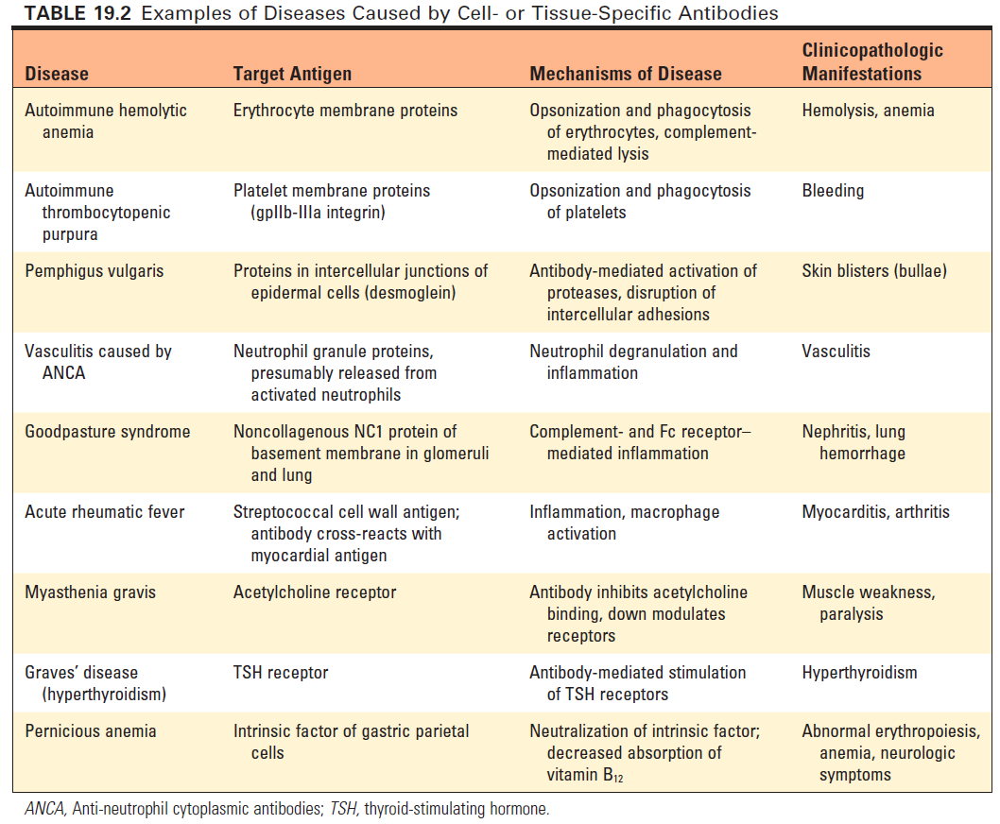 TABLE 19.2 Examples of Diseases Caused by Cell- or Tissue-Specific Antibodies
Disease
Target Antigen
Mechanisms of Disease
Clinicopathologic
Manifestations
Autoimmune hemolytic
anemia
Erythrocyte membrane proteins
Opsonization and phagocytosis
of erythrocytes, complement-
mediated lysis
Hemolysis, anemia
Autoimmune
thrombocytopenic
purpura
Platelet membrane proteins
(gpIIb-IIIa integrin)
Opsonization and phagocytosis
of platelets
Bleeding
Pemphigus vulgaris
Proteins in intercellular junctions of
epidermal cells (desmoglein)
Antibody-mediated activation of
proteases, disruption of
intercellular adhesions
Skin blisters (bullae)
Vasculitis caused by
ANCA
Neutrophil granule proteins,
presumably released from
activated neutrophils
Neutrophil degranulation and
inflammation
Vasculitis
Goodpasture syndrome
Noncollagenous NC1 protein of
basement membrane in glomeruli
and lung
Complement- and Fc receptor–
mediated inflammation
Nephritis, lung
hemorrhage
Acute rheumatic fever
Streptococcal cell wall antigen;
antibody cross-reacts with
myocardial antigen
Inflammation, macrophage
activation
Myocarditis, arthritis
Myasthenia gravis
Acetylcholine receptor
Antibody inhibits acetylcholine
binding, down modulates
receptors
Muscle weakness,
paralysis
Graves’ disease
(hyperthyroidism)
TSH receptor
Antibody-mediated stimulation
of TSH receptors
Hyperthyroidism
Pernicious anemia
Intrinsic factor of gastric parietal
cells
Neutralization of intrinsic factor;
decreased absorption of
vitamin B₁₂
Abnormal erythropoiesis,
anemia, neurologic
symptoms
ANCA, Anti-neutrophil cytoplasmic antibodies; TSH, thyroid-stimulating hormone.